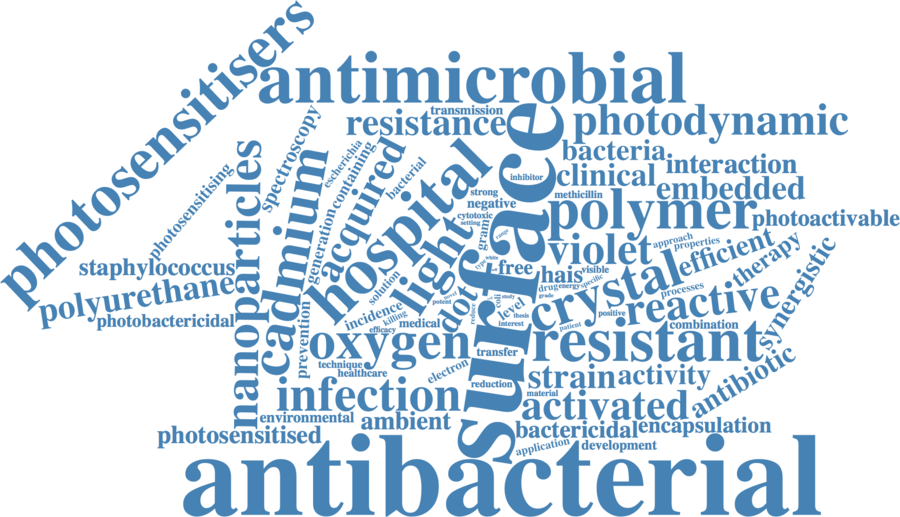 photosensitisers
antimicrobial
transmission
resistance
photodynamic
surface
hospital
spectroscopy
escherichia
containing
generation
acquired
bacterial
cadmium
nanoparticles
photosensitising
staphylococcus
polyurethane
photobactericidal
bacteria
interaction
clinical
inhibitor
methicillin
embedded
polymer
photoactivable
strong
negative
cytotoxic
setting
gram
range
light
violet
approach
properties
efficient
therapy
synergistic
free
white
type
hais
visible
drug
energy
specific
grade
crystal
processes
reactive
solution
dot
potent
coli
study
level
thesis
interest
positive
patient
combination
prevention
incidence
killing
efficacy
medical
oxygen
transfer
resistant
technique
healthcare
electron
reduction
strain
activity
antibiotic
material
infection
environmental
ambient
activated
photosensitised
bactericidal
encapsulation
application
development
antibacterial